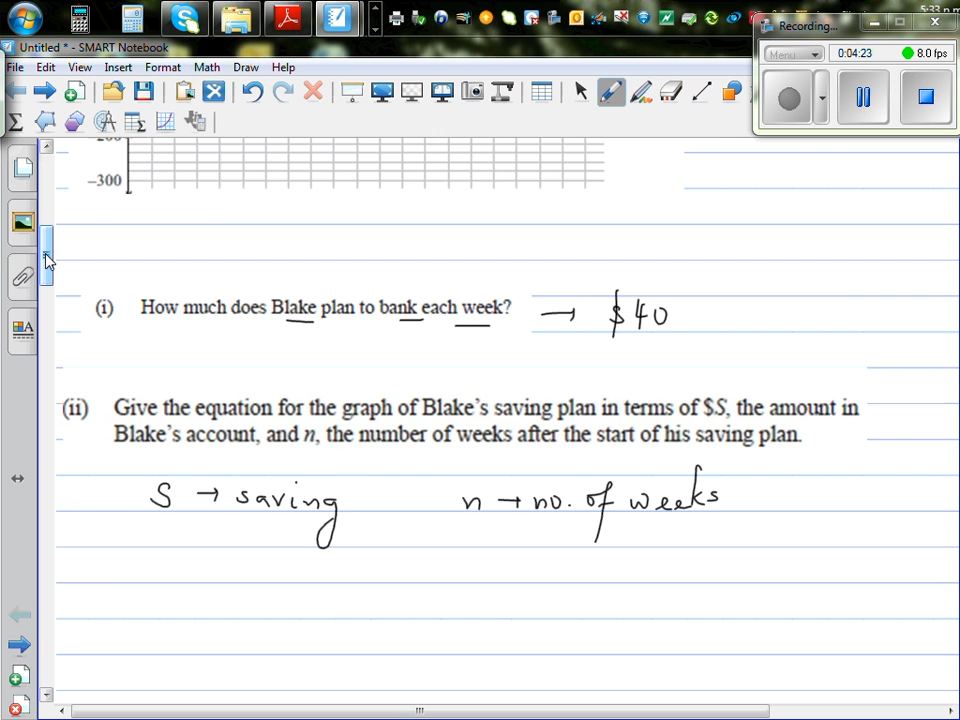 5:33 p.m
Recording...
Untitled * - SMART Notebook
Menu
0:04:23
8.0 fps
File Edit View Insert Format Math Draw Help
–300
(i) How much does Blake plan to bank each week? → $40
(ii) Give the equation for the graph of Blake's saving plan in terms of $S, the amount in
Blake's account, and n, the number of weeks after the start of his saving plan.
S → saving n → no. of weeks